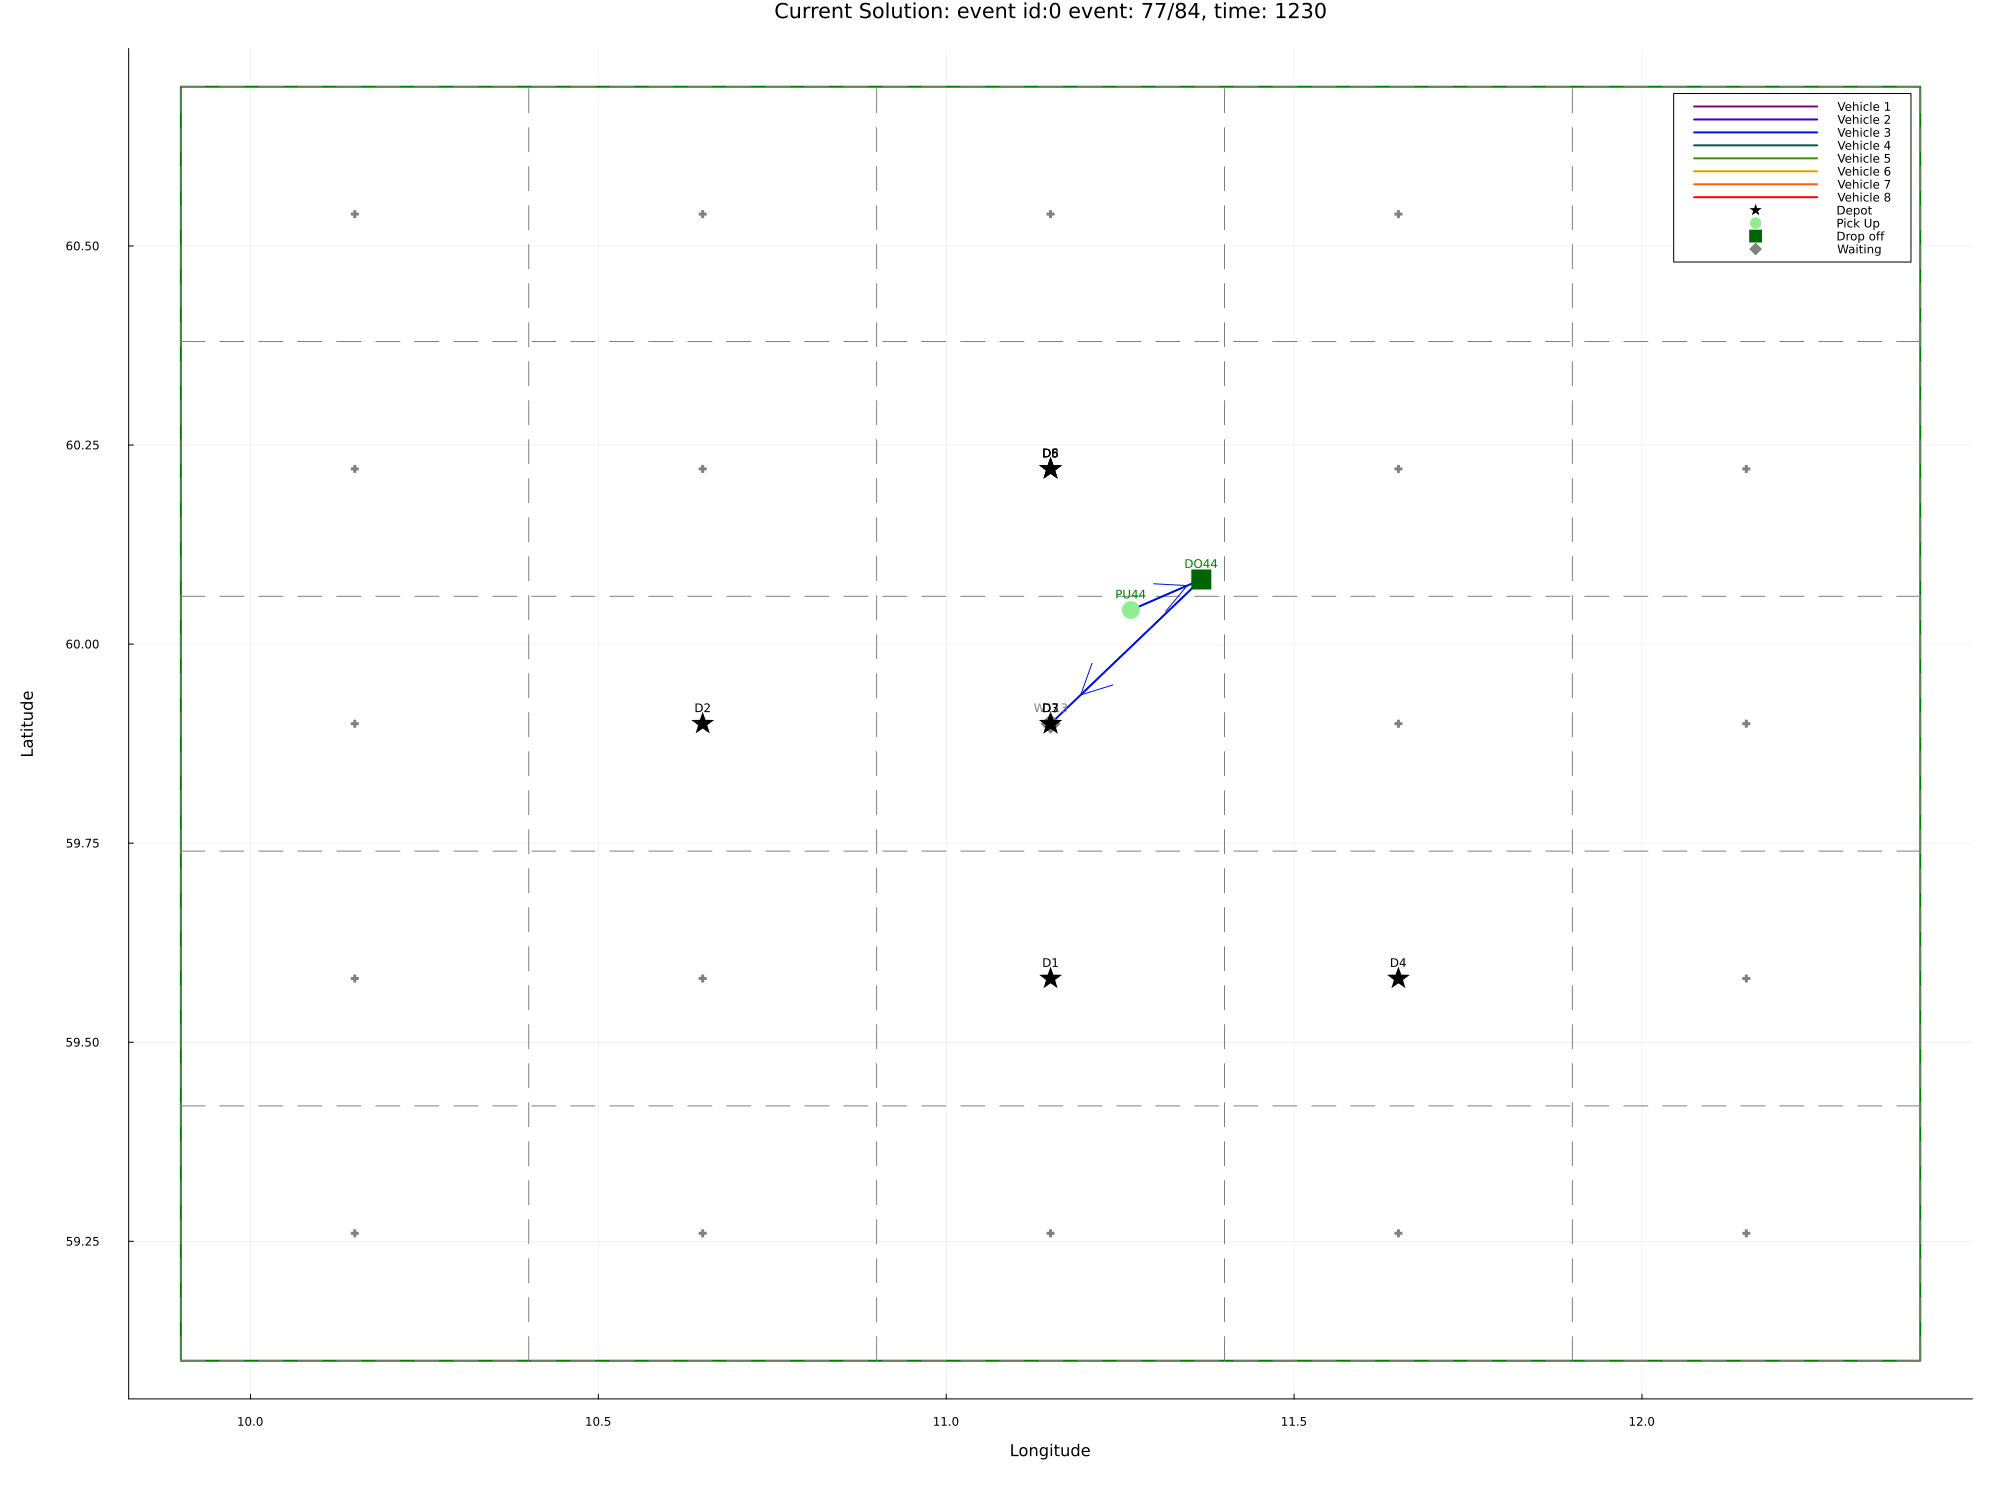 Current Solution: event id:0 event: 77/84, time: 1230
Vehicle 1
Vehicle 2
Vehicle 3
Vehicle 4
Vehicle 5
Vehicle 6
Vehicle 7
Vehicle 8
Depot
Pick Up
Drop off
Waiting
60.50
60.25
60.00
59.75
59.50
59.25
DO44
PU44
D2
D1
D4
Latitude
10.0
10.5
11.0
11.5
12.0
Longitude